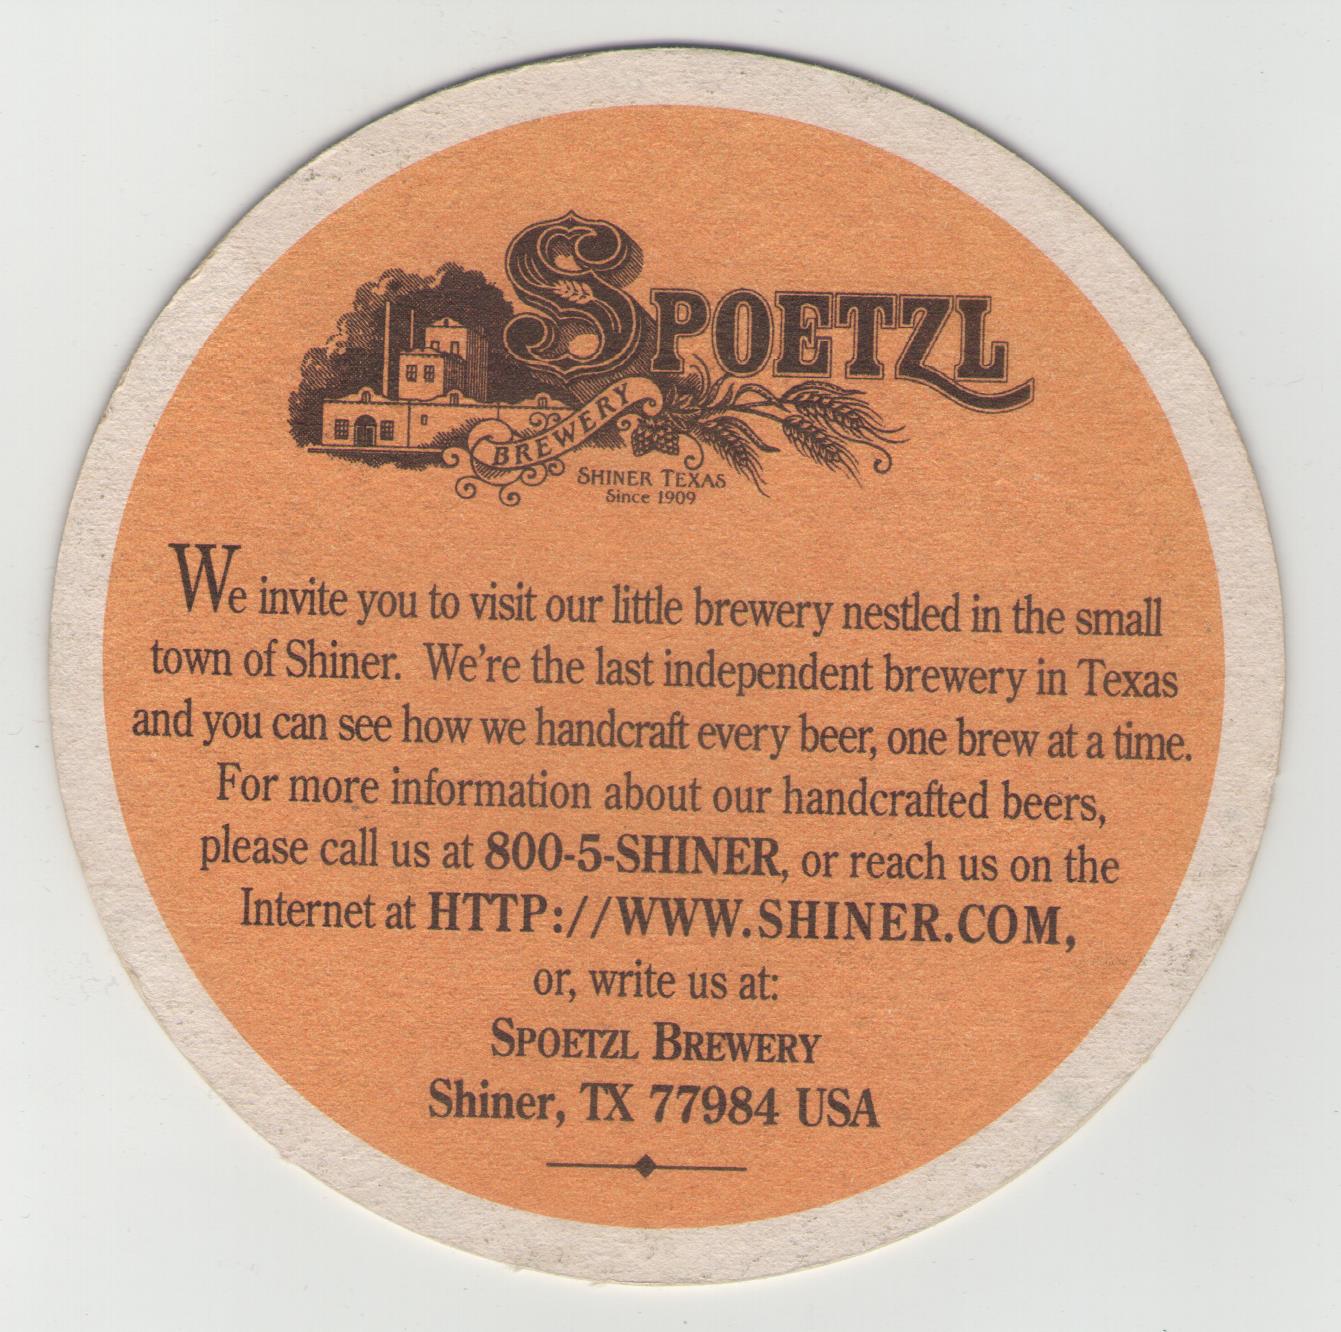 SPOETZL
BREWERY
SHINER TEXAS
Since 1909
We invite you to visit our little brewery nestled in the small
town of Shiner. We're the last independent brewery in Texas
and you can see how we handcraft every beer, one brew at a time.
For more information about our handcrafted beers,
please call us at 800-5-SHINER, or reach us on the
Internet at HTTP://WWW.SHINER.COM,
or, write us at:
SPOETZL BREWERY
Shiner, TX 77984 USA